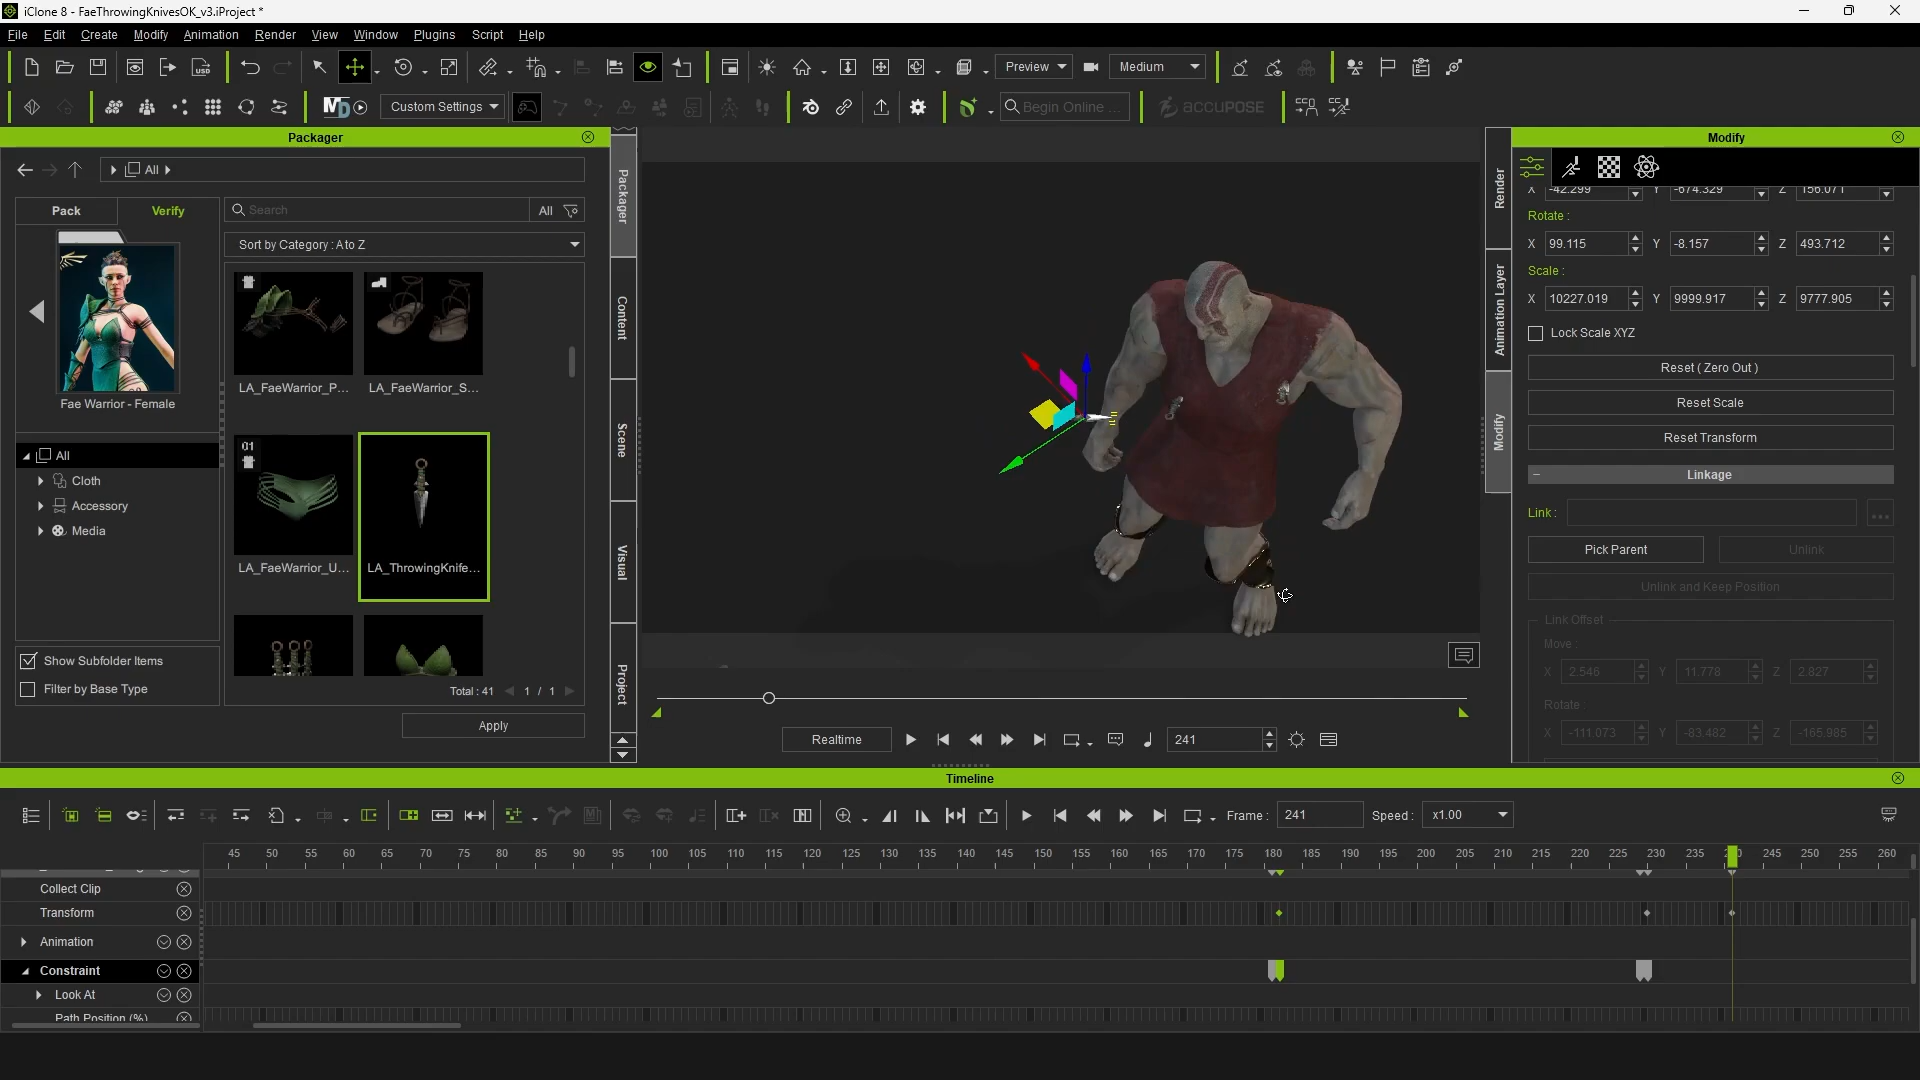 iClone 8 - FaeThrowingKnivesOK_v3.iProject *
File Edit Create Modify Animation Render View Window Plugins Script Help
Preview Medium
Custom Settings Begin Online ... ACCUPOSE
Packager
All
Pack Verify
Search All
Sort by Category : A to Z
Fae Warrior - Female
LA_FaeWarrior_P... LA_FaeWarrior_S...
01
LA_FaeWarrior_U... LA_ThrowingKnife...
All
Cloth
Accessory
Media
Show Subfolder Items
Filter by Base Type
Total : 41 1 / 1
Apply
Packager
Content
Scene
Visual
Project
Render
Animation Layer
Modify
Modify
X -42.299 Y -674.329 Z 156.071
Rotate :
X 99.115 Y -8.157 Z 493.712
Scale :
X 10227.019 Y 9999.917 Z 9777.905
Lock Scale XYZ
Reset ( Zero Out )
Reset Scale
Reset Transform
Linkage
Link :
Pick Parent Unlink
Unlink and Keep Position
Link Offset
Move :
X 2.546 Y 11.778 Z 2.827
Rotate
X -111.073 Y -83.482 Z -165.985
Realtime 241
Timeline
Frame : 241 Speed : x1.00
45 50 55 60 65 70 75 80 85 90 95 100 105 110 115 120 125 130 135 140 145 150 155 160 165 170 175 180 185 190 195 200 205 210 215 220 225 230 235 245 250 255 260
Collect Clip
Transform
Animation
Constraint
Look At
Path Position (%)